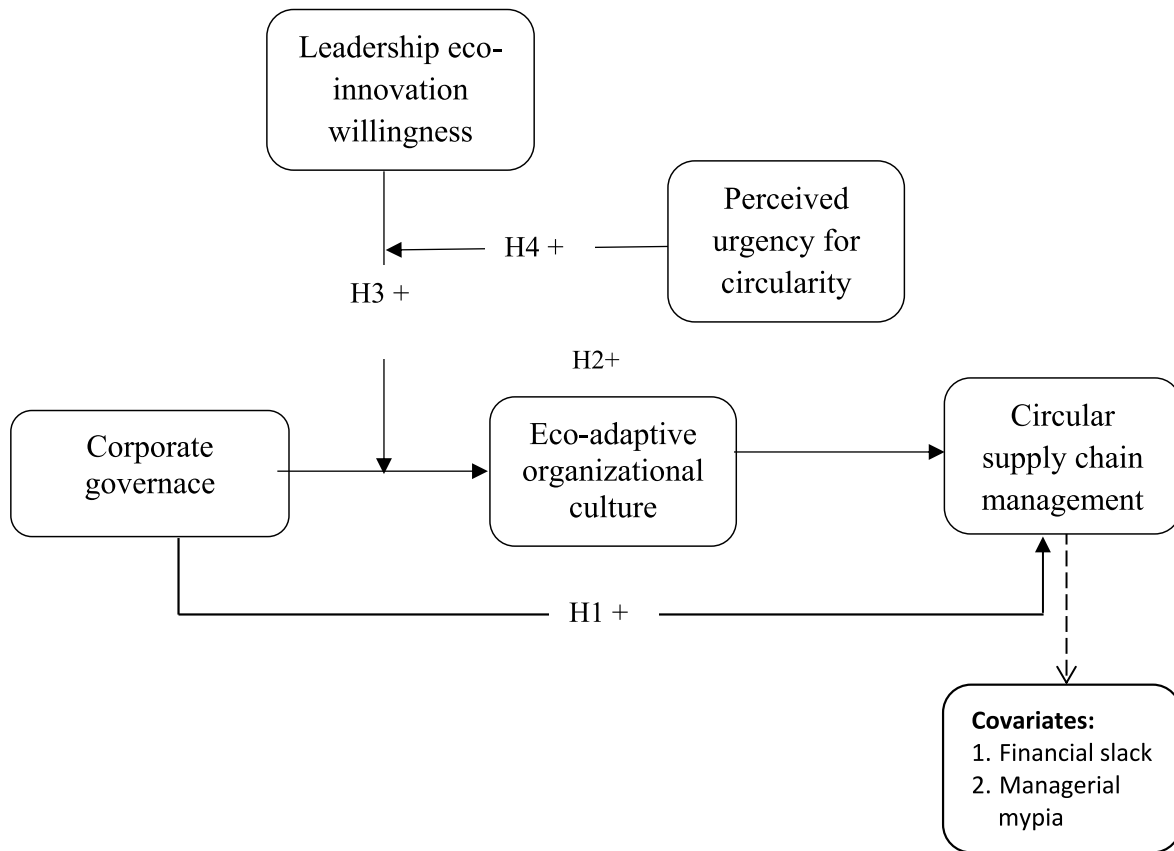 Leadership eco-
innovation
willingness
Perceived
urgency for
circularity
H4 +
H3 +
H2+
Corporate
governace
Eco-adaptive
organizational
culture
Circular
supply chain
management
H1 +
Covariates:
1. Financial slack
2. Managerial
mypia